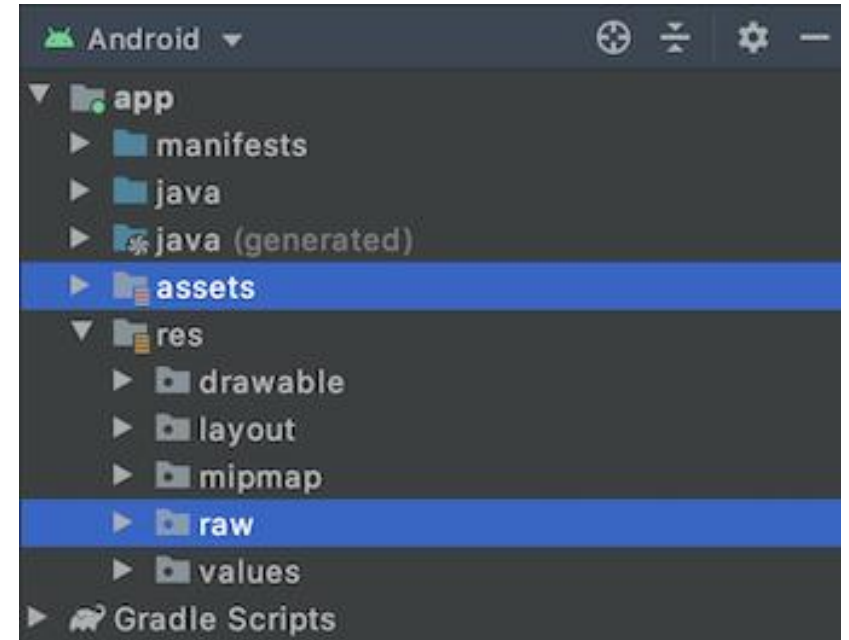 Android
app
manifests
java
java (generated)
assets
res
drawable
layout
mipmap
raw
values
Gradle Scripts